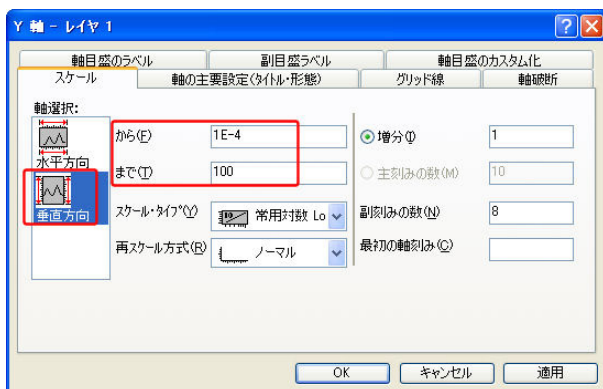 Y 軸 - レイヤ 1
軸目盛のラベル
副目盛ラベル
軸目盛のカスタム化
スケール
軸の主要設定(タイトル・形態)
グリッド線
軸破断
軸選択:
水平方向
垂直方向
から(F)
1E-4
まで(T)
100
スケール・タイプ(Y)
常用対数 Lo
再スケール方式(R)
ノーマル
増分(I)
1
主刻みの数(M)
10
副刻みの数(N)
8
最初の軸刻み(C)
OK
キャンセル
適用